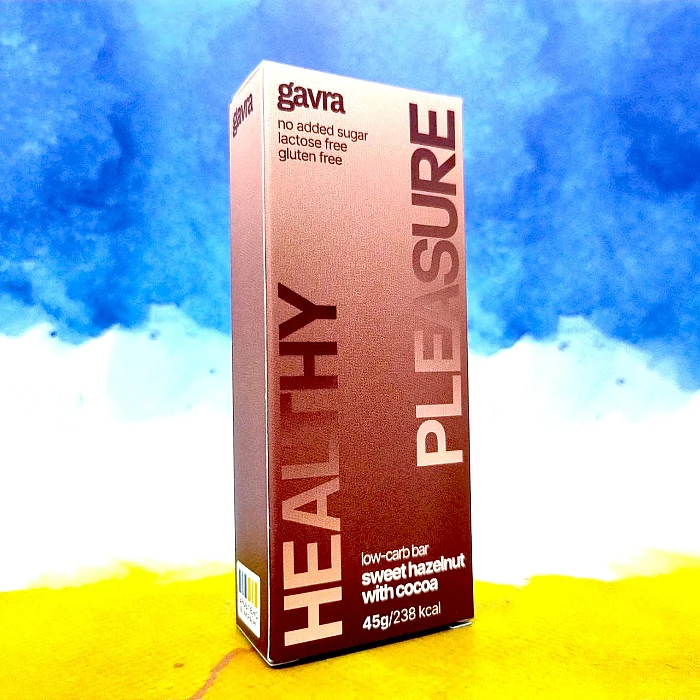 gavra
gavra
no added sugar
lactose free
gluten free
HEALTHY
PLEASURE
low-carb bar
sweet hazelnut
with cocoa
45g/238 kcal